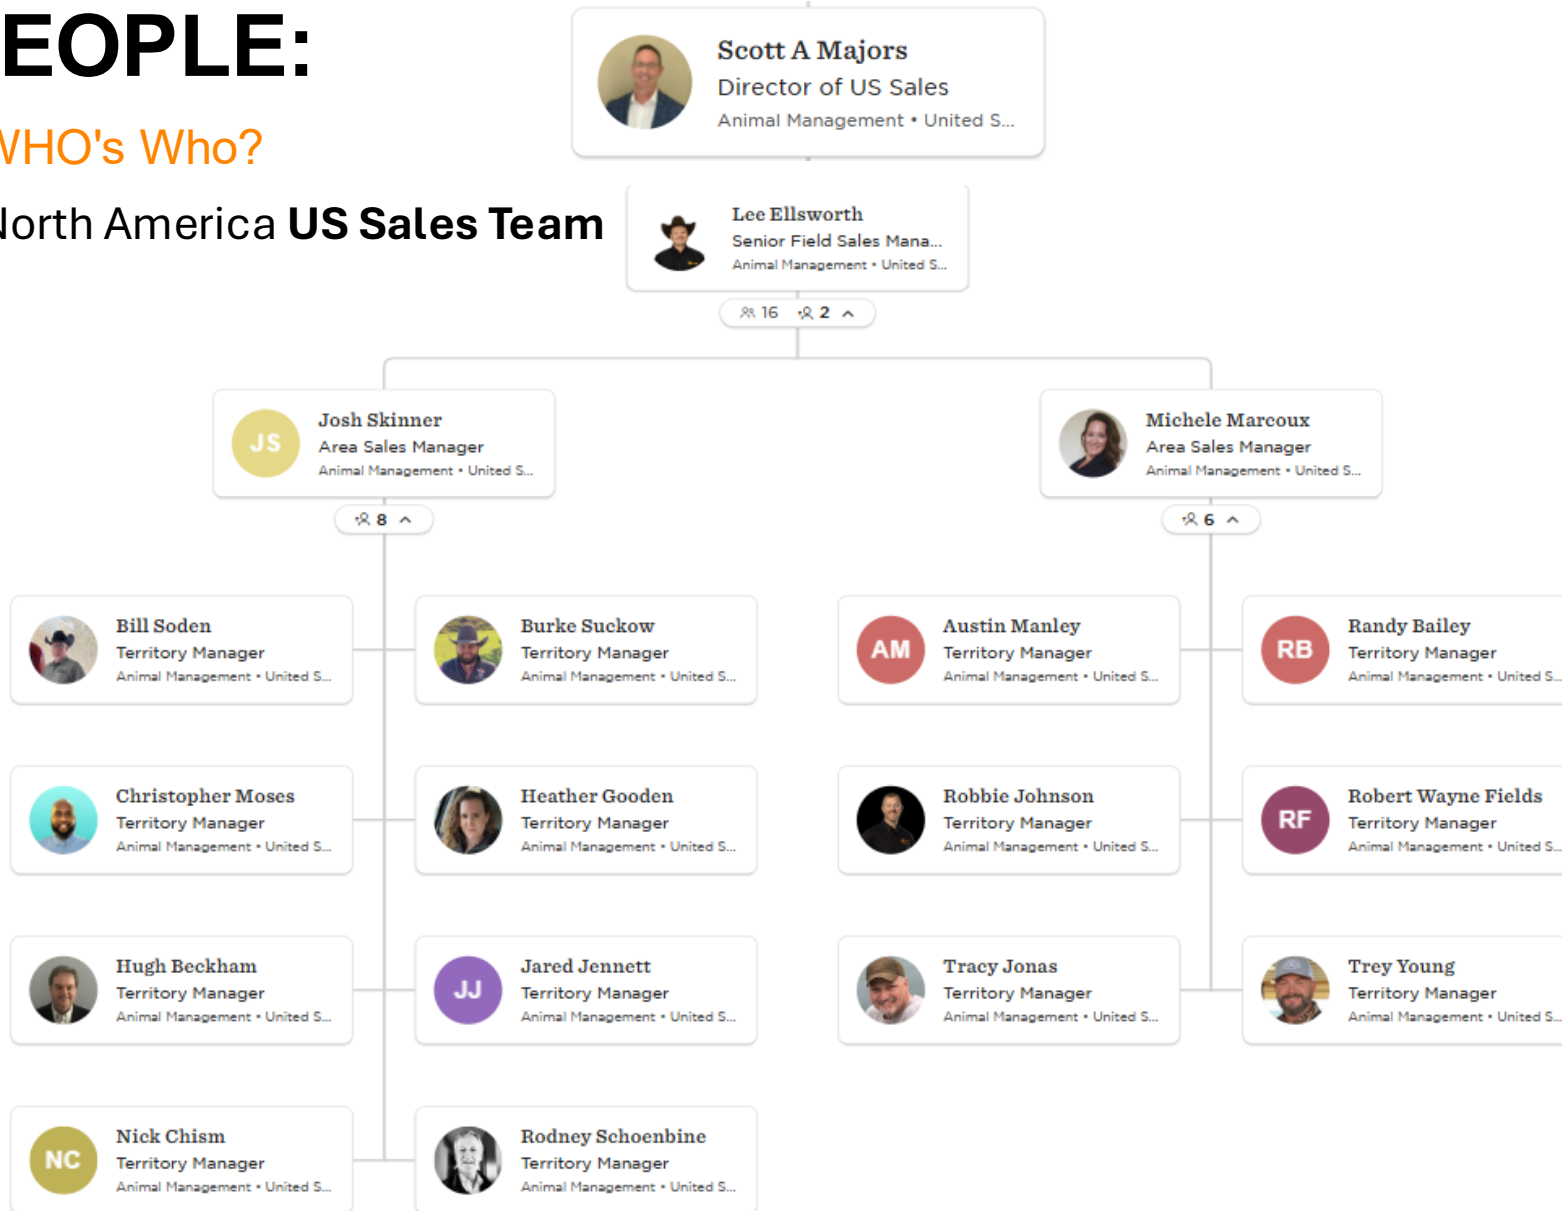 EOPLE:
WHO's Who?
North America US Sales Team
Scott A Majors
Director of US Sales
Animal Management • United S...
Lee Ellsworth
Senior Field Sales Mana...
Animal Management • United S...
16 2
JS
Josh Skinner
Area Sales Manager
Animal Management • United S...
8
Michele Marcoux
Area Sales Manager
Animal Management • United S...
6
Bill Soden
Territory Manager
Animal Management • United S...
Burke Suckow
Territory Manager
Animal Management • United S...
AM
Austin Manley
Territory Manager
Animal Management • United S...
RB
Randy Bailey
Territory Manager
Animal Management • United S...
Christopher Moses
Territory Manager
Animal Management • United S...
Heather Gooden
Territory Manager
Animal Management • United S...
Robbie Johnson
Territory Manager
Animal Management • United S...
RF
Robert Wayne Fields
Territory Manager
Animal Management • United S...
Hugh Beckham
Territory Manager
Animal Management • United S...
JJ
Jared Jennett
Territory Manager
Animal Management • United S...
Tracy Jonas
Territory Manager
Animal Management • United S...
Trey Young
Territory Manager
Animal Management • United S...
NC
Nick Chism
Territory Manager
Animal Management • United S...
Rodney Schoenbine
Territory Manager
Animal Management • United S...